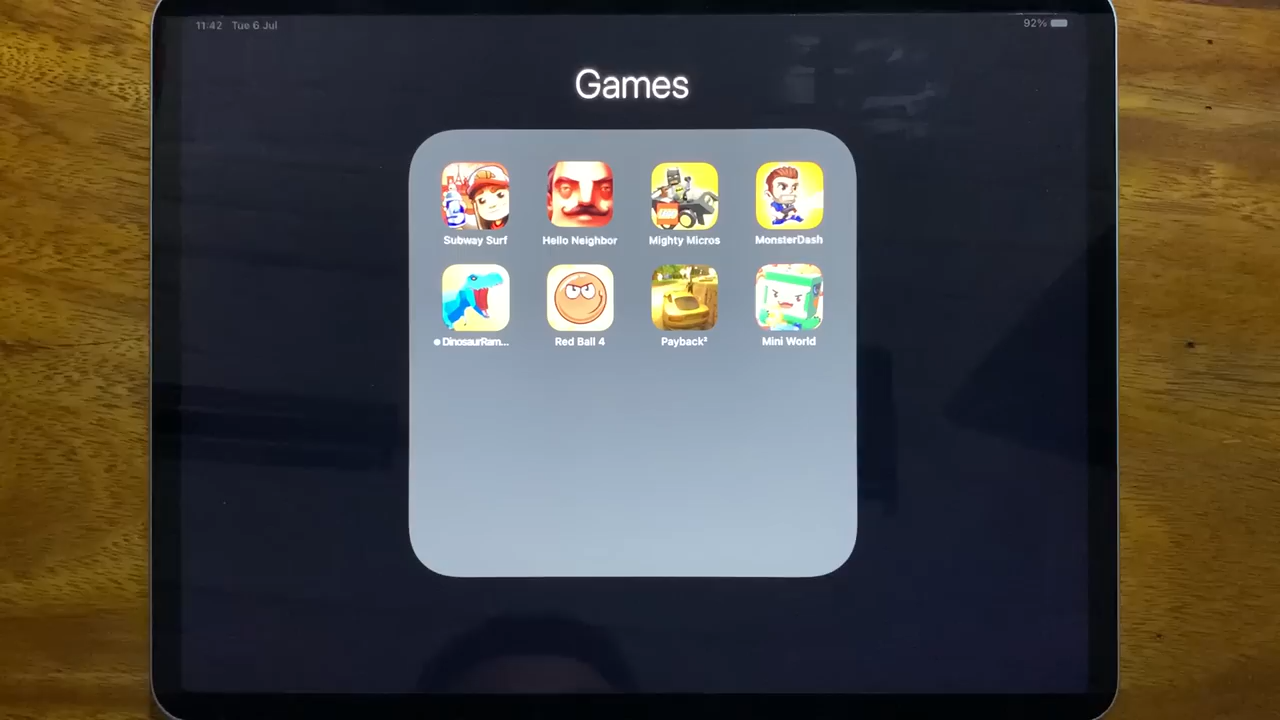 11:42 Tue 6 Jul
92%
Games
Subway Surf Hello Neighbor Mighty Micros MonsterDash
DinosaurRam... Red Ball 4 Payback² Mini World